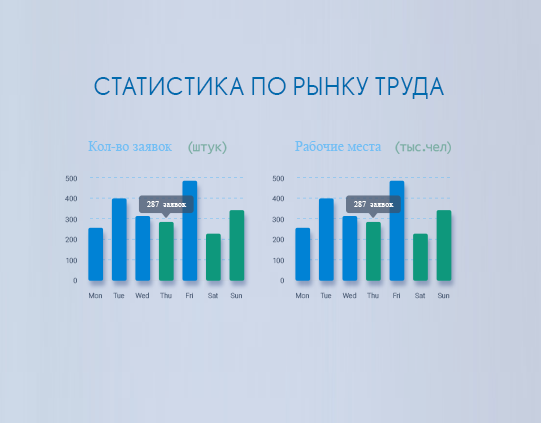 СТАТИСТИКА ПО РЫНКУ ТРУДА
Кол-во заявок (штук)
500
400
300
200
100
0
287 заявок
Mon Tue Wed Thu Fri Sat Sun
Рабочие места (тыс.чел)
500
400
300
200
100
0
287 заявок
Mon Tue Wed Thu Fri Sat Sun